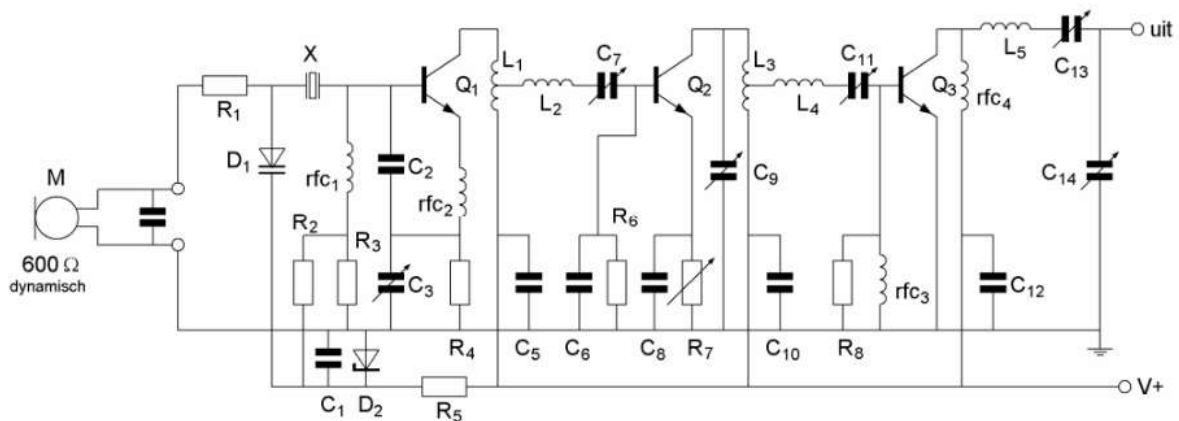 uit
L₁
C₇
L₃
C₁₁
L₅
C₁₃
X
Q₁
Q₂
Q₃
rfc₄
R₁
L₂
L₄
D₁
M
rfc₁
C₂
rfc₂
C₉
C₁₄
R₂
R₃
R₆
600 Ω
dynamisch
C₃
rfc₃
C₁₂
R₄
C₅
C₆
C₈
R₇
C₁₀
R₈
C₁
D₂
R₅
V+